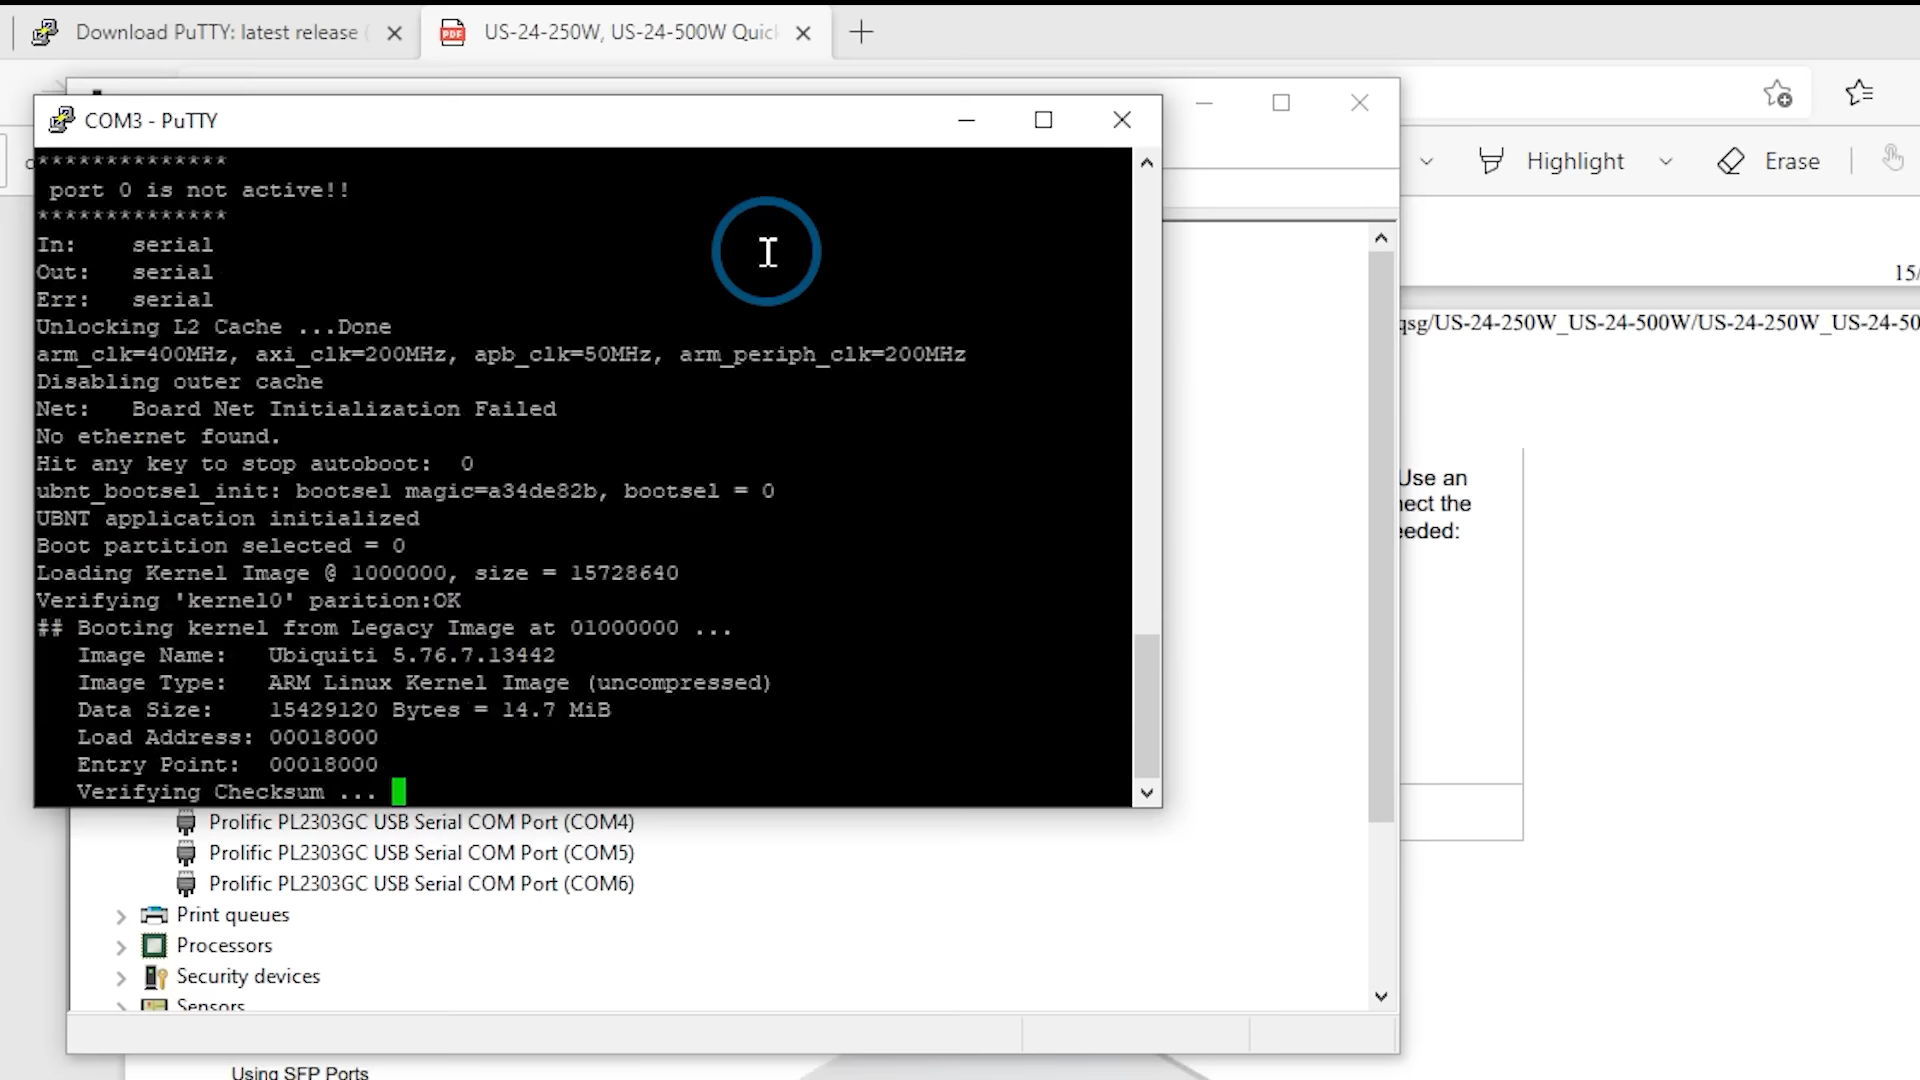 Download PuTTY: latest release
US-24-250W, US-24-500W Quic
COM3 - PuTTY
**************
port 0 is not active!!
**************
In:    serial
Out:   serial
Err:   serial
Unlocking L2 Cache ...Done
arm_clk=400MHz, axi_clk=200MHz, apb_clk=50MHz, arm_periph_clk=200MHz
Disabling outer cache
Net:   Board Net Initialization Failed
No ethernet found.
Hit any key to stop autoboot:  0
ubnt_bootsel_init: bootsel magic=a34de82b, bootsel = 0
UBNT application initialized
Boot partition selected = 0
Loading Kernel Image @ 1000000, size = 15728640
Verifying 'kernel0' parition:OK
## Booting kernel from Legacy Image at 01000000 ...
Image Name:   Ubiquiti 5.76.7.13442
Image Type:   ARM Linux Kernel Image (uncompressed)
Data Size:    15429120 Bytes = 14.7 MiB
Load Address: 00018000
Entry Point:  00018000
Verifying Checksum ...
Prolific PL2303GC USB Serial COM Port (COM4)
Prolific PL2303GC USB Serial COM Port (COM5)
Prolific PL2303GC USB Serial COM Port (COM6)
Print queues
Processors
Security devices
Sensors
Highlight
Erase
15/
qsg/US-24-250W_US-24-500W/US-24-250W_US-24-50
Use an
nect the
eeded:
Using SFP Ports